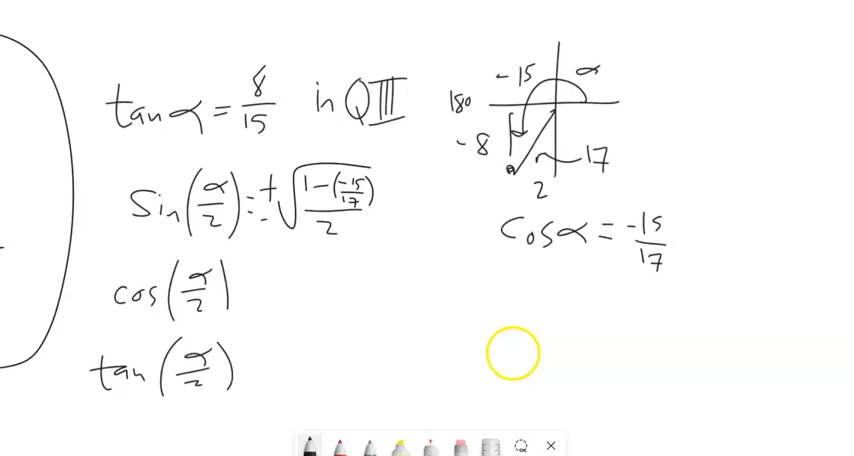 tan α = 8/15 in QIII
sin(α/2) = ±√((1-(-15/17))/2)
cos(α/2)
tan(α/2)
-15 α
180
-8 17
2
cos α = -15/17